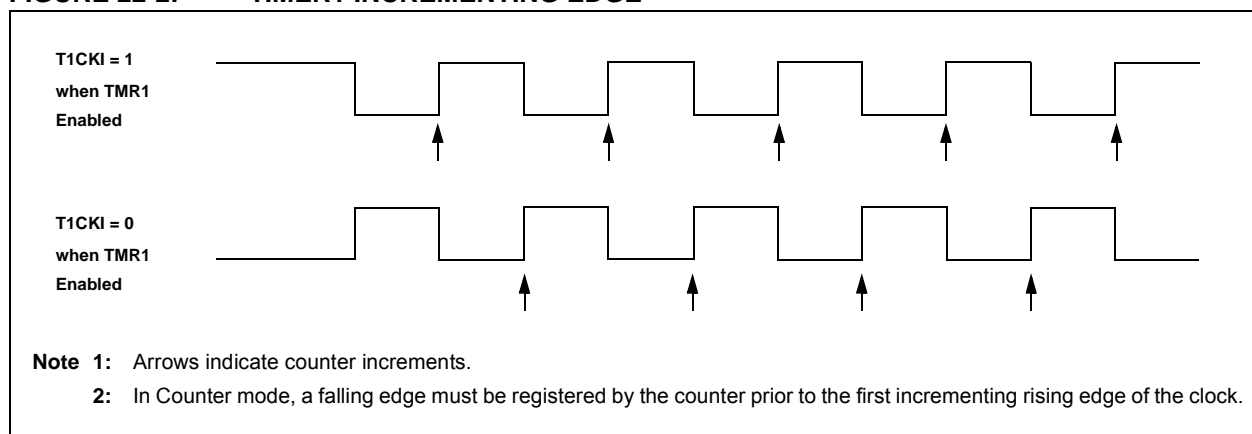 T1CKI = 1
when TMR1
Enabled
T1CKI = 0
when TMR1
Enabled
Note 1: Arrows indicate counter increments.
2: In Counter mode, a falling edge must be registered by the counter prior to the first incrementing rising edge of the clock.